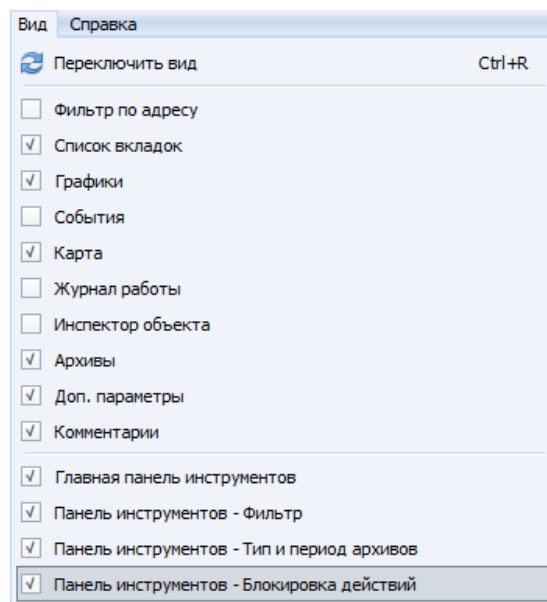 Вид Справка
Переключить вид Ctrl+R
Фильтр по адресу
Список вкладок
Графики
События
Карта
Журнал работы
Инспектор объекта
Архивы
Доп. параметры
Комментарии
Главная панель инструментов
Панель инструментов - Фильтр
Панель инструментов - Тип и период архивов
Панель инструментов - Блокировка действий